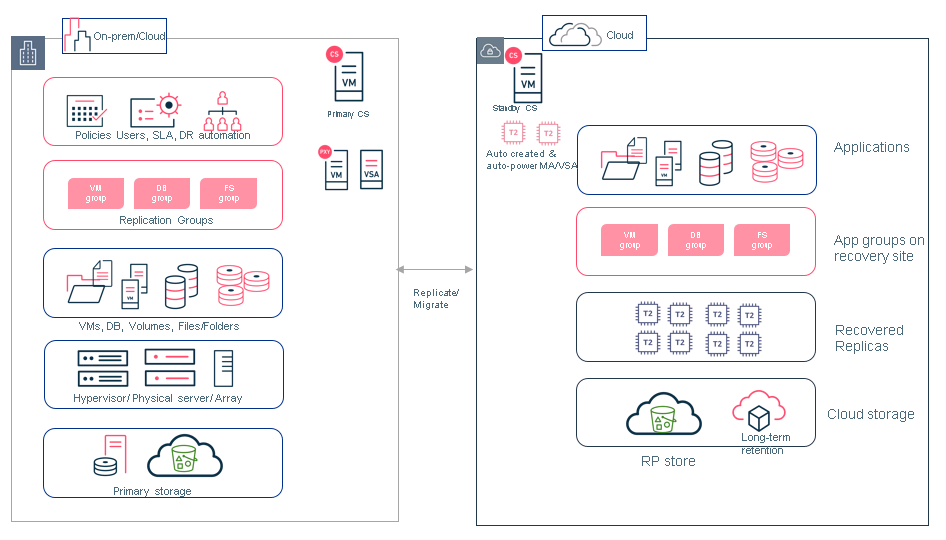 On-prem/Cloud
CS
VM
Primary CS
Policies Users, SLA, DR automation
PXY
VM
VSA
VM
group
DB
group
FS
group
Replication Groups
VM
VMs, DB, Volumes, Files/Folders
Hypervisor/ Physical server/ Array
Primary storage
Replicate/
Migrate
Cloud
CS
VM
Standby CS
T2
T2
Auto created &
auto-power MA/VSA
VM
Applications
VM
group
DB
group
FS
group
App groups on
recovery site
T2
T2
T2
T2
T2
T2
T2
T2
Recovered
Replicas
Cloud storage
Long-term
retention
RP store